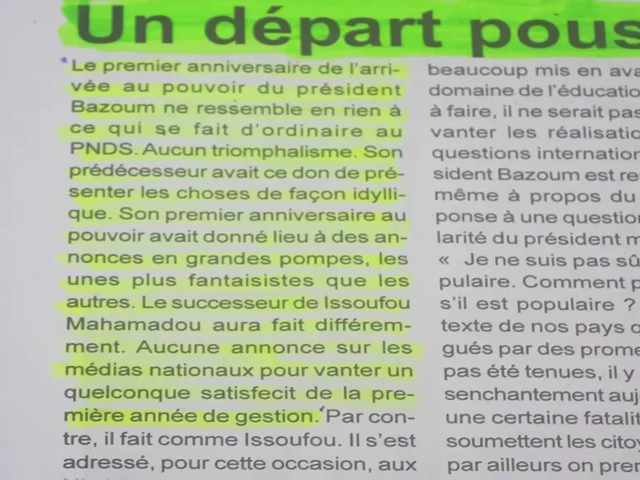 Un départ pous
Le premier anniversaire de l'arri-
vée au pouvoir du président
Bazoum ne ressemble en rien à
ce qui se fait d'ordinaire au
PNDS. Aucun triomphalisme. Son
prédécesseur avait ce don de pré-
senter les choses de façon idylli-
que. Son premier anniversaire au
pouvoir avait donné lieu à des an-
nonces en grandes pompes, les
unes plus fantaisistes que les
autres. Le successeur de Issoufou
Mahamadou aura fait différem-
ment. Aucune annonce sur les
médias nationaux pour vanter un
quelconque satisfecit de la pre-
mière année de gestion. Par con-
tre, il fait comme Issoufou. Il s'est
adressé, pour cette occasion, aux
beaucoup mis en ava
domaine de l'éducatio
à faire, il ne serait pas
vanter les réalisatio
questions internation
sident Bazoum est re
même à propos du
ponse à une question
larité du président m
« Je ne suis pas sû
pulaire. Comment p
s'il est populaire ?
texte de nos pays o
gués par des prome
pas été tenues, il y
senchantement auj
une certaine fatalit
soumettent les citoy
par ailleurs on pren